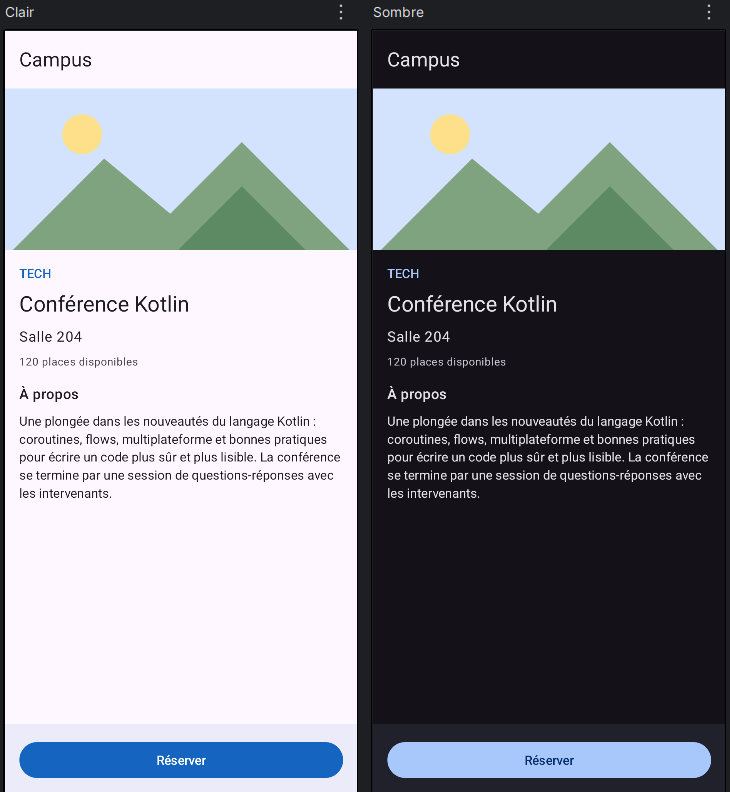 Clair
Campus
TECH
Conférence Kotlin
Salle 204
120 places disponibles
À propos
Une plongée dans les nouveautés du langage Kotlin :
coroutines, flows, multiplateforme et bonnes pratiques
pour écrire un code plus sûr et plus lisible. La conférence
se termine par une session de questions-réponses avec
les intervenants.
Réserver
Sombre
Campus
TECH
Conférence Kotlin
Salle 204
120 places disponibles
À propos
Une plongée dans les nouveautés du langage Kotlin :
coroutines, flows, multiplateforme et bonnes pratiques
pour écrire un code plus sûr et plus lisible. La conférence
se termine par une session de questions-réponses avec
les intervenants.
Réserver